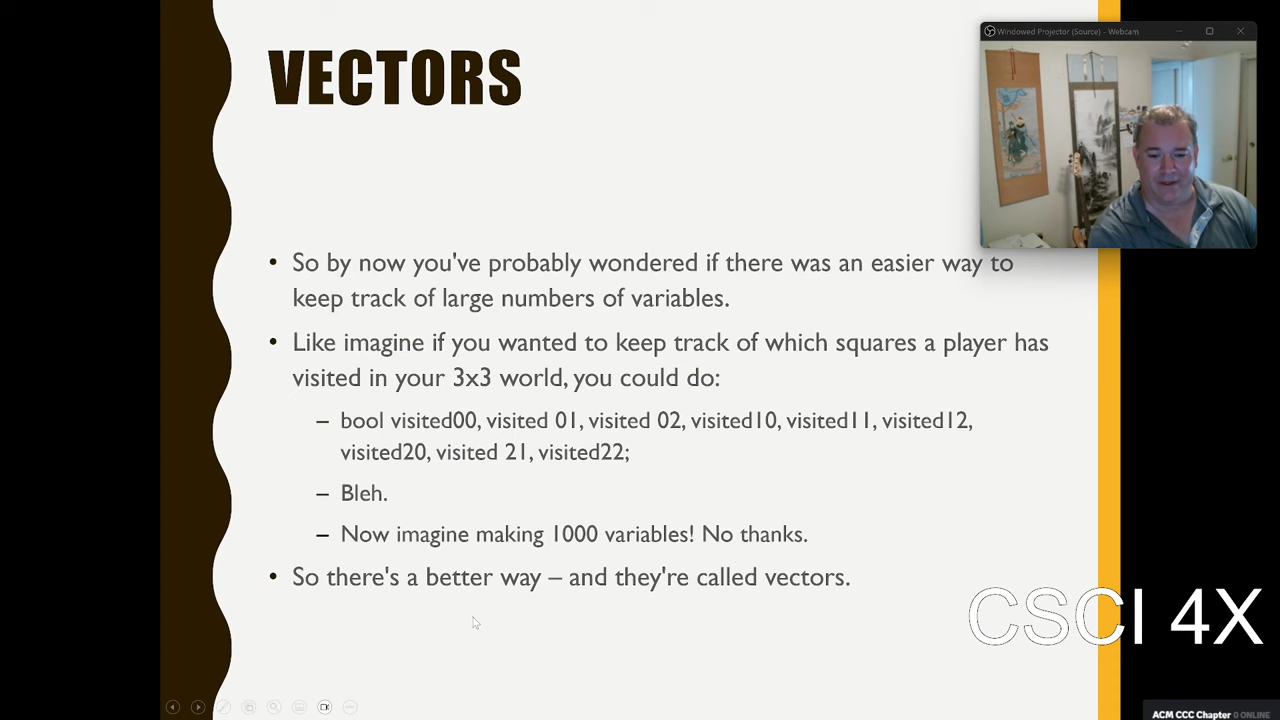 VECTORS
Windowed Projector (Source) - Webcam
• So by now you've probably wondered if there was an easier way to
keep track of large numbers of variables.
• Like imagine if you wanted to keep track of which squares a player has
visited in your 3x3 world, you could do:
– bool visited00, visited 01, visited 02, visited10, visited11, visited12,
visited20, visited 21, visited22;
– Bleh.
– Now imagine making 1000 variables! No thanks.
• So there's a better way – and they're called vectors.
CSCI 4X
ACM CCC Chapter 0 ONLINE